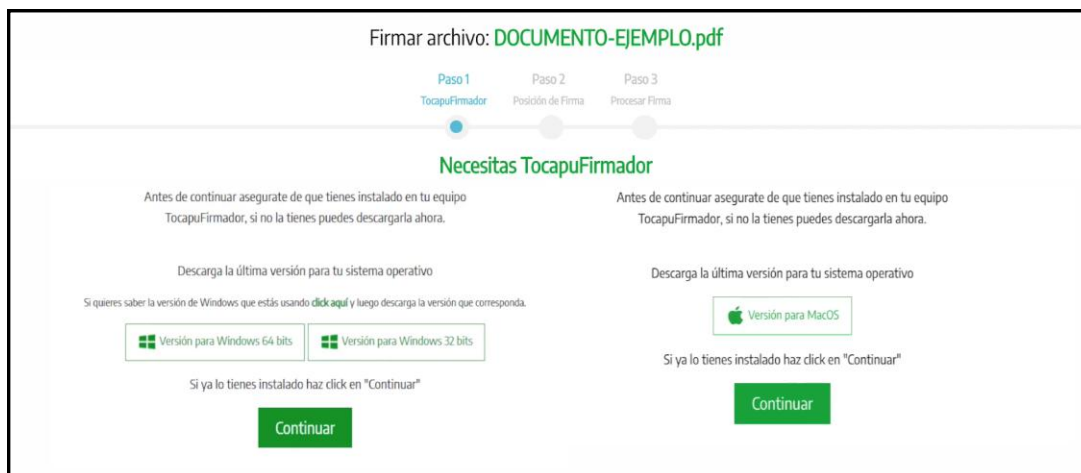 Firmar archivo: DOCUMENTO-EJEMPLO.pdf
Paso 1
Paso 2
Paso 3
TocapuFirmador
Posición de Firma
Procesar Firma
Necesitas TocapuFirmador
Antes de continuar asegurate de que tienes instalado en tu equipo
TocapuFirmador, si no la tienes puedes descargarla ahora.
Descarga la última versión para tu sistema operativo
Si quieres saber la versión de Windows que estás usando click aquí y luego descarga la versión que corresponda.
Versión para Windows 64 bits
Versión para Windows 32 bits
Si ya lo tienes instalado haz click en "Continuar"
Continuar
Antes de continuar asegurate de que tienes instalado en tu equipo
TocapuFirmador, si no la tienes puedes descargarla ahora.
Descarga la última versión para tu sistema operativo
Versión para MacOS
Si ya lo tienes instalado haz click en "Continuar"
Continuar